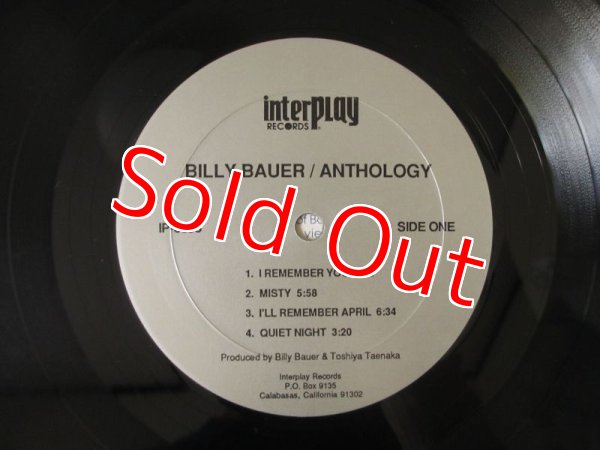 interplay
RECORDS®
BILLY BAUER / ANTHOLOGY
SIDE ONE
1. I REMEMBER
2. MISTY 5:58
3. I'LL REMEMBER APRIL 6:34
4. QUIET NIGHT 3:20
Produced by Billy Bauer & Toshiya Taenaka
Interplay Records
P.O. Box 9135
Calabasas, California 91302
Sold Out